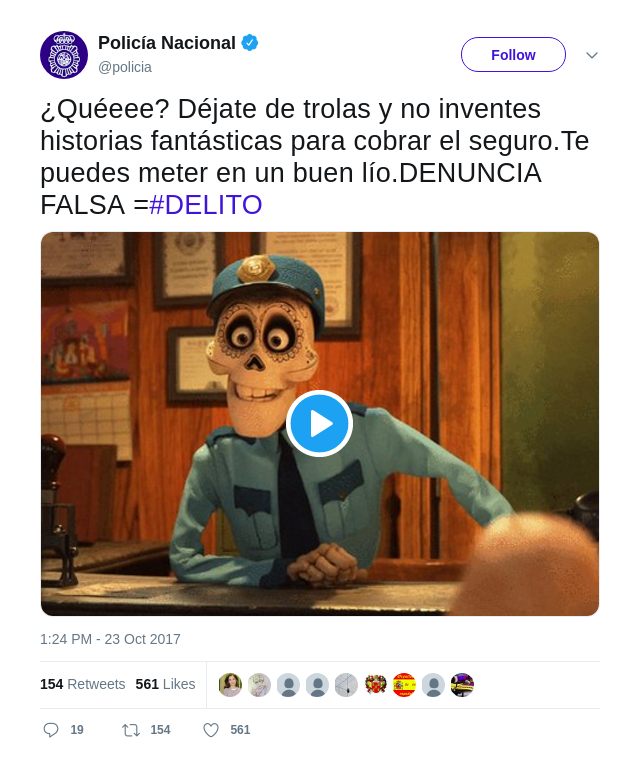 Policía Nacional
@policia
Follow
¿Quéeee? Déjate de trolas y no inventes
historias fantásticas para cobrar el seguro.Te
puedes meter en un buen lío.DENUNCIA
FALSA =#DELITO
1:24 PM - 23 Oct 2017
154 Retweets 561 Likes
19 154 561